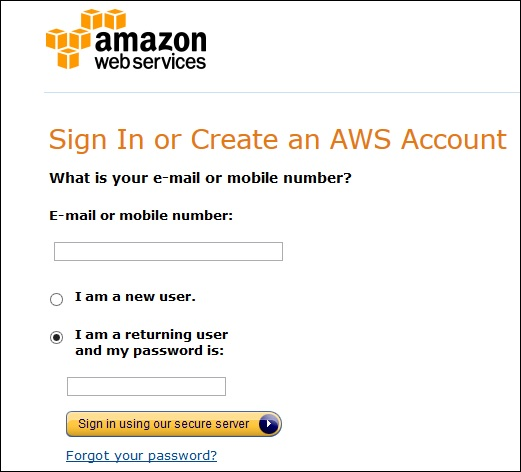 amazon
web services
Sign In or Create an AWS Account
What is your e-mail or mobile number?
E-mail or mobile number:
I am a new user.
I am a returning user
and my password is:
Sign in using our secure server
Forgot your password?